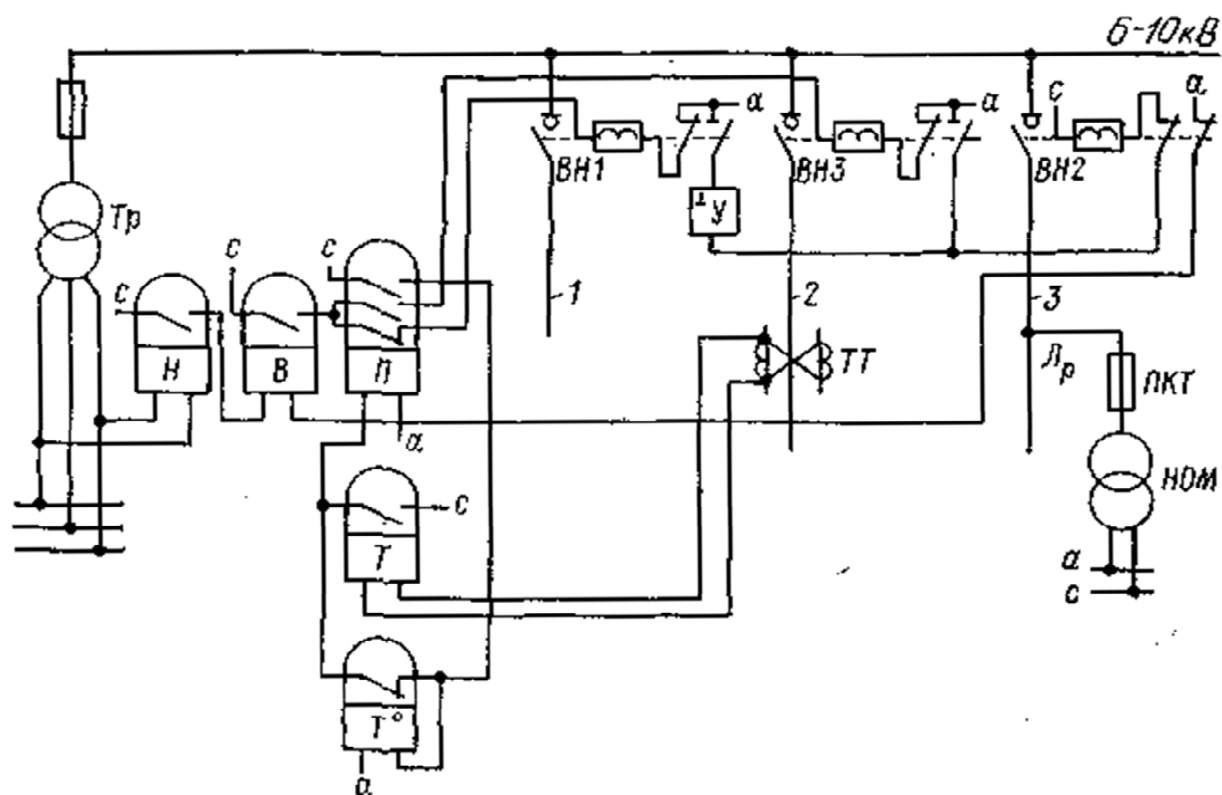 6-10кВ
а
а
с
а
ВН1
ВН3
ВН2
У
Тр
с
с
с
1
2
3
Н
В
П
ТТ
Лр
ПКТ
а
НОМ
с
Т
а
с
Т°
а